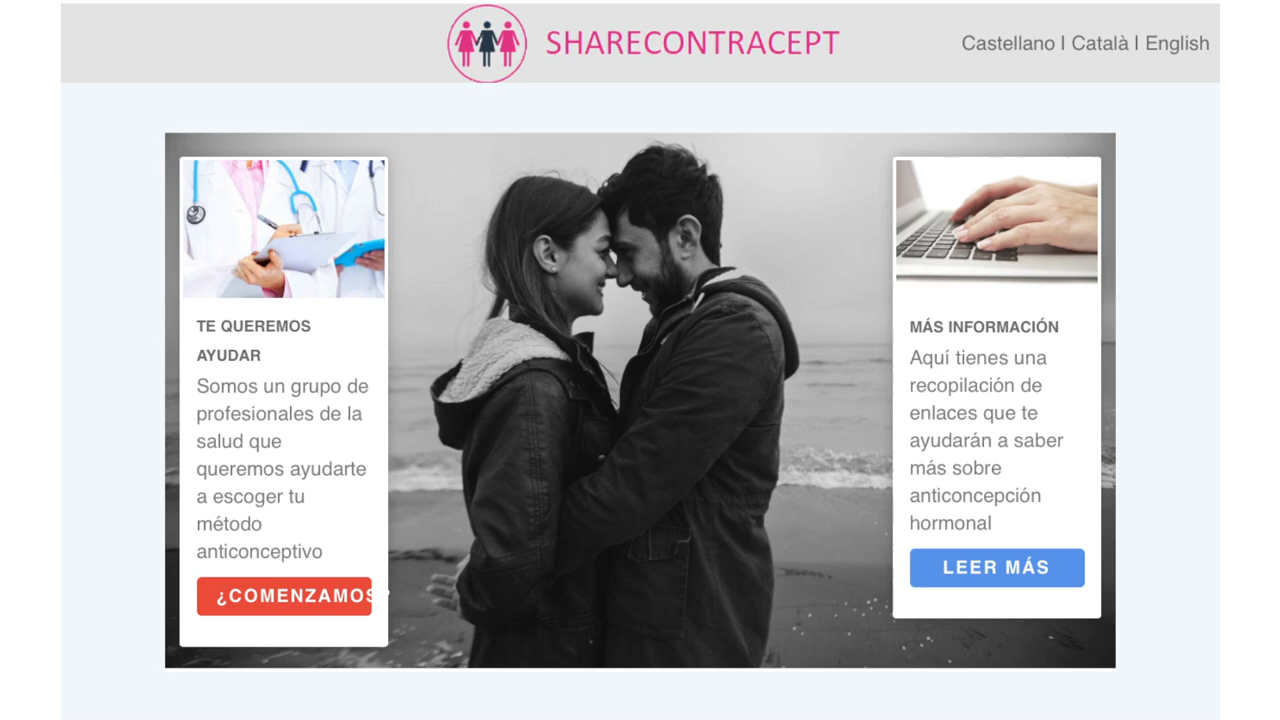 SHARECONTRACEPT
Castellano I Català I English
TE QUEREMOS
AYUDAR
Somos un grupo de
profesionales de la
salud que
queremos ayudarte
a escoger tu
método
anticonceptivo
¿COMENZAMOS?
MÁS INFORMACIÓN
Aquí tienes una
recopilación de
enlaces que te
ayudarán a saber
más sobre
anticoncepción
hormonal
LEER MÁS